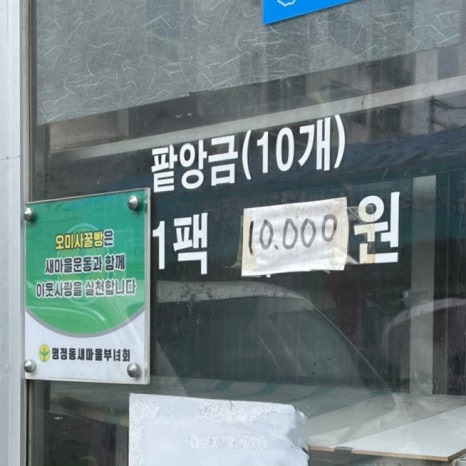 팥앙금(10개)
1팩 10.000 원
오미사꿀빵은
새마을운동과 함께
이웃사랑을 실천합니다
명정동새마을부녀회